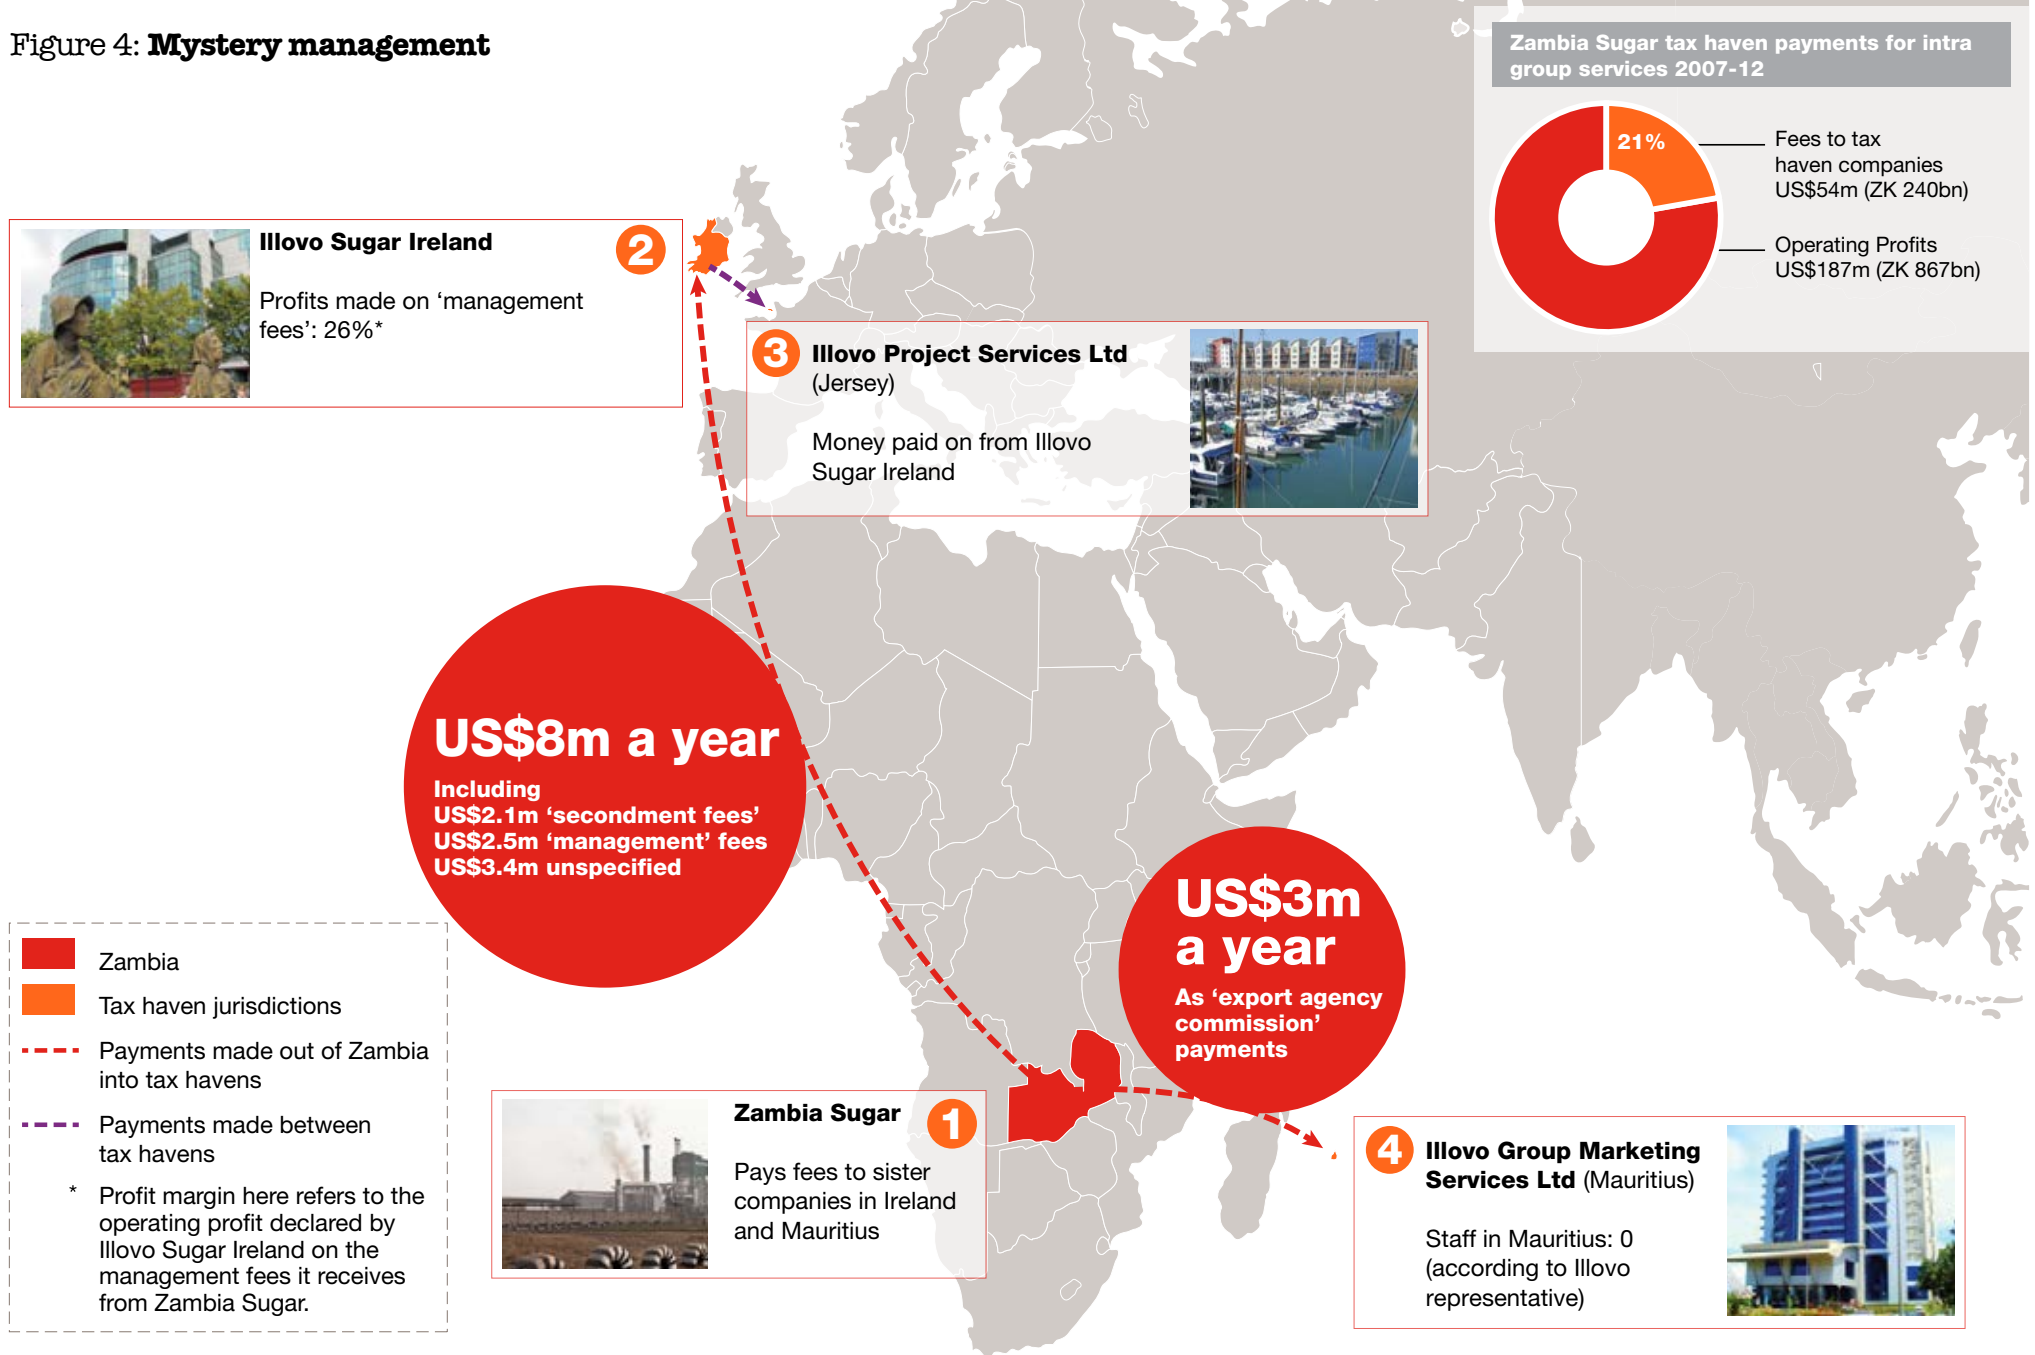 Figure 4: Mystery management
Zambia Sugar tax haven payments for intra
group services 2007-12
21%
Fees to tax
haven companies
US$54m (ZK 240bn)
Operating Profits
US$187m (ZK 867bn)
Illovo Sugar Ireland
2
Profits made on ‘management
fees’: 26%*
3
Illovo Project Services Ltd
(Jersey)
Money paid on from Illovo
Sugar Ireland
US$8m a year
Including
US$2.1m ‘secondment fees’
US$2.5m ‘management’ fees
US$3.4m unspecified
US$3m
a year
As ‘export agency
commission’
payments
Zambia
Tax haven jurisdictions
Payments made out of Zambia
into tax havens
Payments made between
tax havens
* Profit margin here refers to the
operating profit declared by
Illovo Sugar Ireland on the
management fees it receives
from Zambia Sugar.
Zambia Sugar
1
Pays fees to sister
companies in Ireland
and Mauritius
4
Illovo Group Marketing
Services Ltd (Mauritius)
Staff in Mauritius: 0
(according to Illovo
representative)